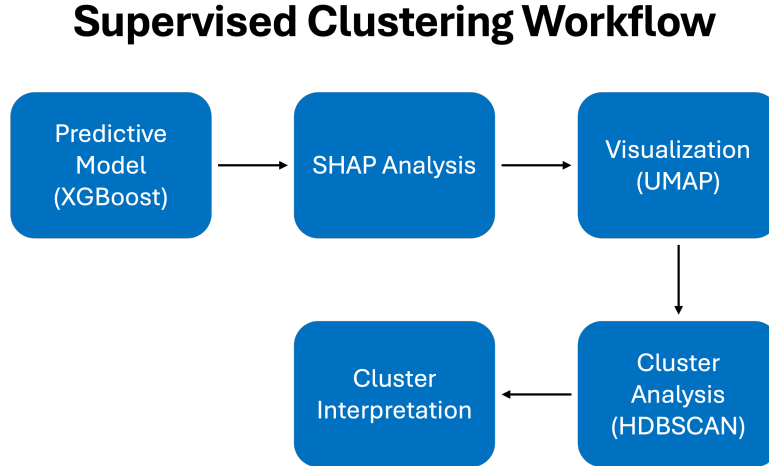 Supervised Clustering Workflow
Predictive
Model
(XGBoost)
SHAP Analysis
Visualization
(UMAP)
Cluster
Analysis
(HDBSCAN)
Cluster
Interpretation